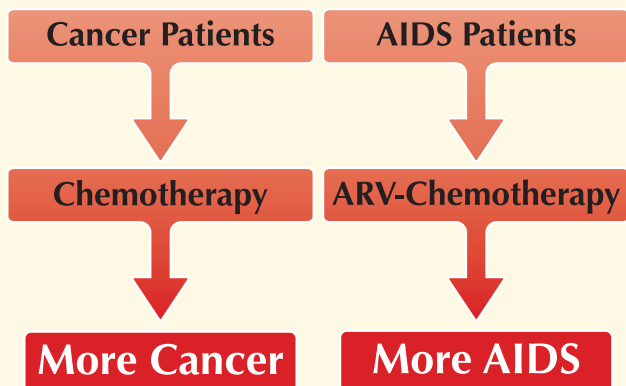 Cancer Patients
AIDS Patients
Chemotherapy
ARV-Chemotherapy
More Cancer
More AIDS